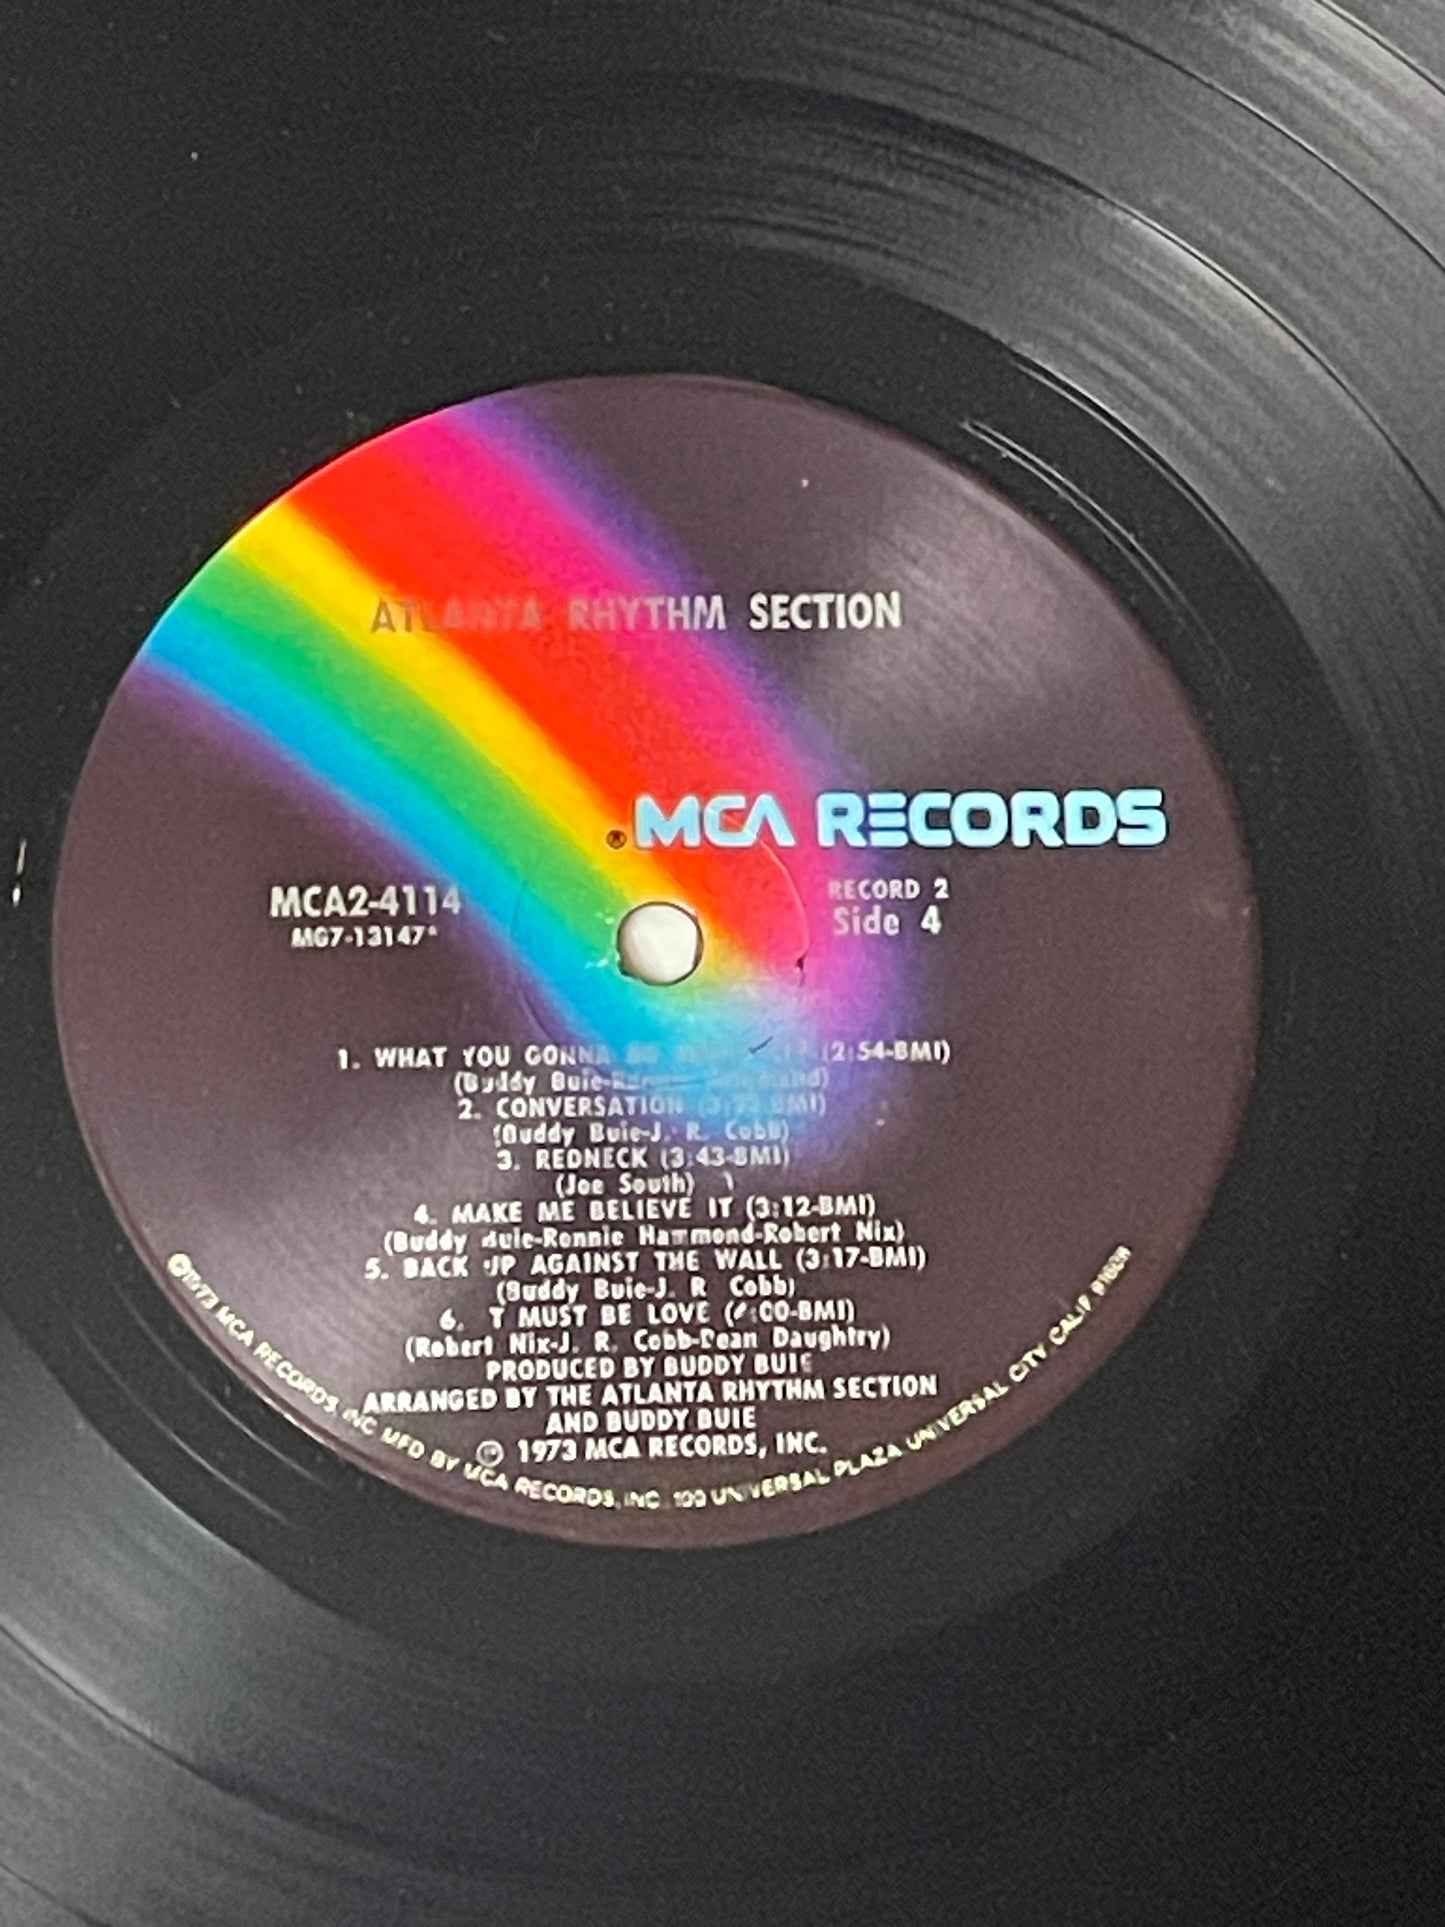 ATLANTA RHYTHM SECTION
® MCA RECORDS
MCA2-4114
MG7-13147*
RECORD 2
Side 4
1. WHAT YOU GONNA (2:54-BMI)
(Buddy Buie-
2. CONVERSATION
(Buddy Buie-J. R. Cobb)
3. REDNECK (3:43-BMI)
(Joe South)
4. MAKE ME BELIEVE IT (3:12-BMI)
(Buddy Buie-Ronnie Hammond-Robert Nix)
5. BACK UP AGAINST THE WALL (3:17-BMI)
(Buddy Buie-J. R. Cobb)
6. T MUST BE LOVE
(Robert Nix-J. R. Cobb-Dean Daughtry)
PRODUCED BY BUDDY BUIE
ARRANGED BY THE ATLANTA RHYTHM SECTION
AND BUDDY BUIE
℗ 1973 MCA RECORDS, INC.
©1973 MCA RECORDS, INC. MFD BY MCA RECORDS, INC. 100 UNIVERSAL PLAZA UNIVERSAL CITY CALIF.